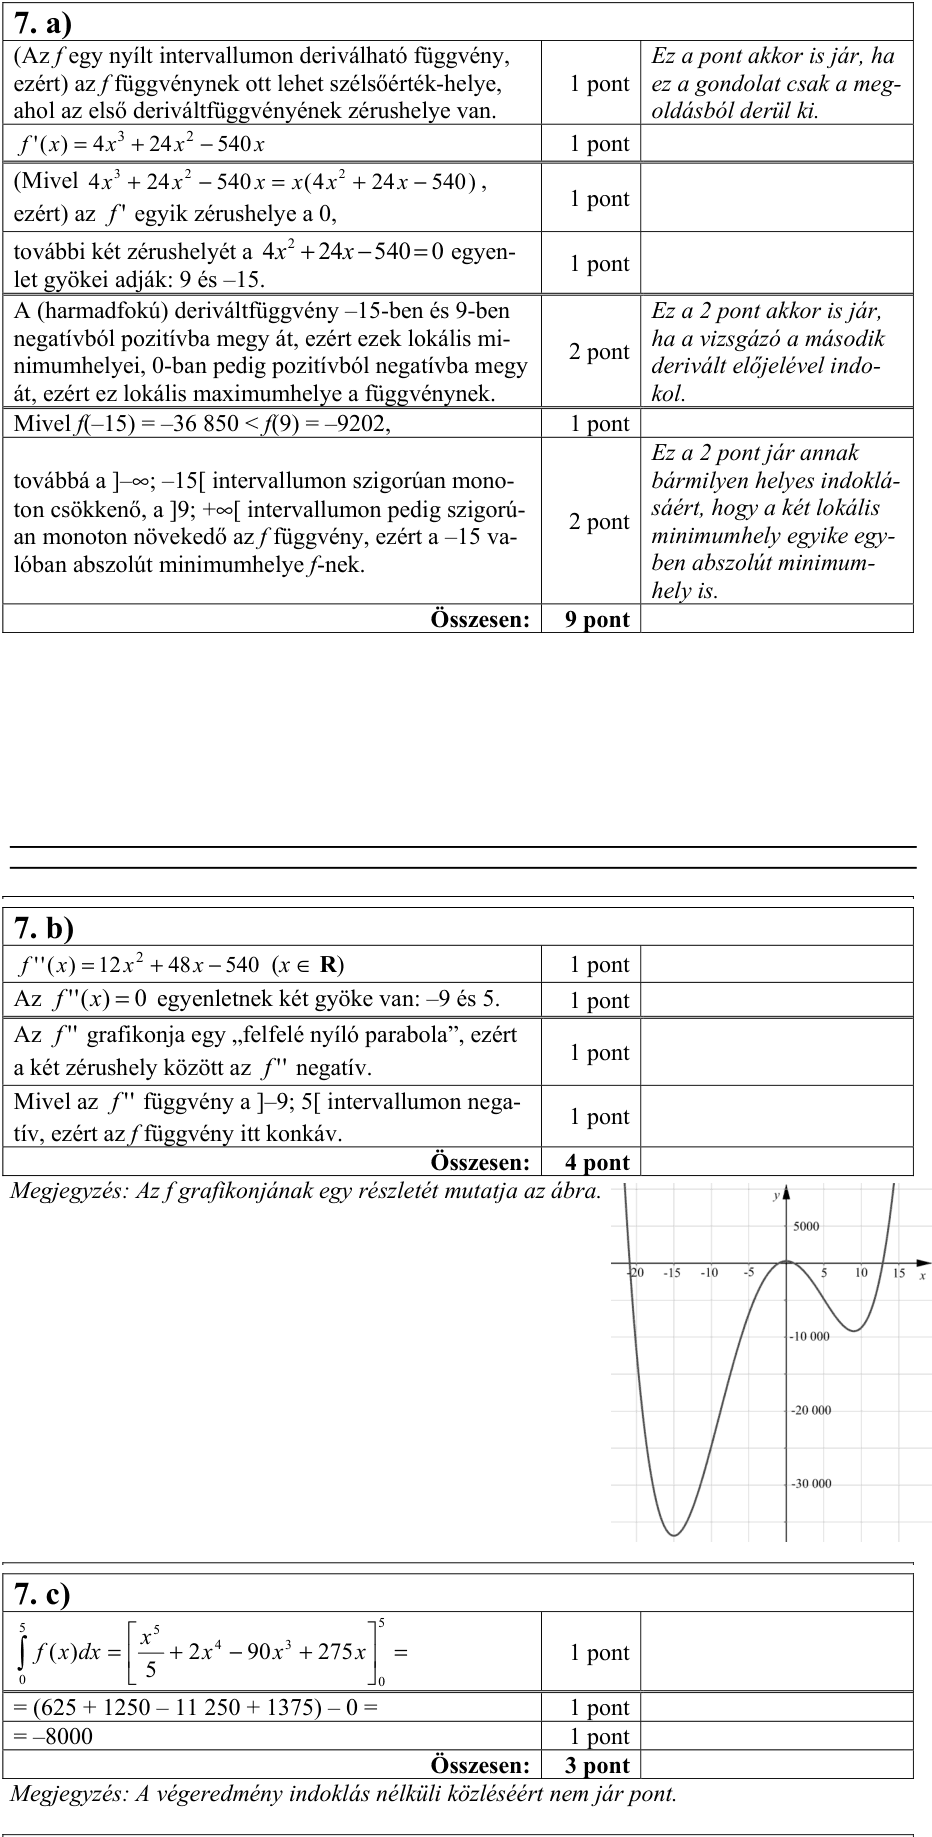 7. a)
(Az f egy nyílt intervallumon deriválható függvény,
ezért) az f függvénynek ott lehet szélsőérték-helye,
ahol az első deriváltfüggvényének zérushelye van.
1 pont
Ez a pont akkor is jár, ha
ez a gondolat csak a meg-
oldásból derül ki.
f'(x) = 4x³ + 24x² − 540x
1 pont
(Mivel 4x³ + 24x² − 540x = x(4x² + 24x − 540) ,
ezért) az f' egyik zérushelye a 0,
1 pont
további két zérushelyét a 4x² + 24x − 540 = 0 egyen-
let gyökei adják: 9 és –15.
1 pont
A (harmadfokú) deriváltfüggvény –15-ben és 9-ben
negatívból pozitívba megy át, ezért ezek lokális mi-
nimumhelyei, 0-ban pedig pozitívból negatívba megy
át, ezért ez lokális maximumhelye a függvénynek.
2 pont
Ez a 2 pont akkor is jár,
ha a vizsgázó a második
derivált előjelével indo-
kol.
Mivel f(–15) = –36 850 < f(9) = –9202,
1 pont
továbbá a ]–∞; –15[ intervallumon szigorúan mono-
ton csökkenő, a ]9; +∞[ intervallumon pedig szigorú-
an monoton növekedő az f függvény, ezért a –15 va-
lóban abszolút minimumhelye f-nek.
2 pont
Ez a 2 pont jár annak
bármilyen helyes indoklá-
sáért, hogy a két lokális
minimumhely egyike egy-
ben abszolút minimum-
hely is.
Összesen: 9 pont
7. b)
f''(x) = 12x² + 48x − 540 (x ∈ R)
1 pont
Az f''(x) = 0 egyenletnek két gyöke van: –9 és 5.
1 pont
Az f'' grafikonja egy „felfelé nyíló parabola”, ezért
a két zérushely között az f'' negatív.
1 pont
Mivel az f'' függvény a ]–9; 5[ intervallumon nega-
tív, ezért az f függvény itt konkáv.
1 pont
Összesen: 4 pont
Megjegyzés: Az f grafikonjának egy részletét mutatja az ábra.
y
5000
-20 -15 -10 -5 5 10 15 x
-10 000
-20 000
-30 000
7. c)
∫₀⁵ f(x)dx = [x⁵/5 + 2x⁴ − 90x³ + 275x]₀⁵ =
1 pont
= (625 + 1250 – 11 250 + 1375) – 0 =
1 pont
= –8000
1 pont
Összesen: 3 pont
Megjegyzés: A végeredmény indoklás nélküli közléséért nem jár pont.